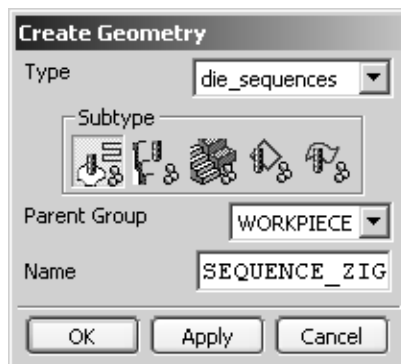 Create Geometry
Type die_sequences
Subtype
Parent Group WORKPIECE
Name SEQUENCE_ZIG
OK Apply Cancel